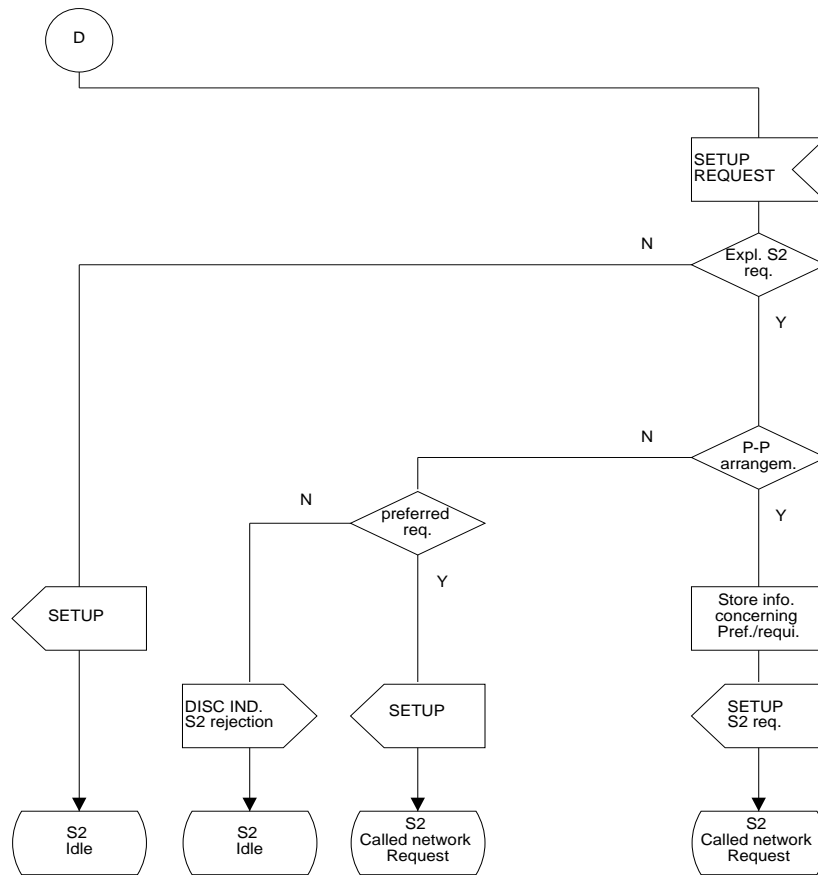 D
SETUP
REQUEST
N
Expl. S2
req.
Y
N
P-P
arrangem.
N
preferred
req.
Y
Y
SETUP
Store info.
concerning
Pref./requi.
DISC IND.
S2 rejection
SETUP
SETUP
S2 req.
S2
Idle
S2
Idle
S2
Called network
Request
S2
Called network
Request